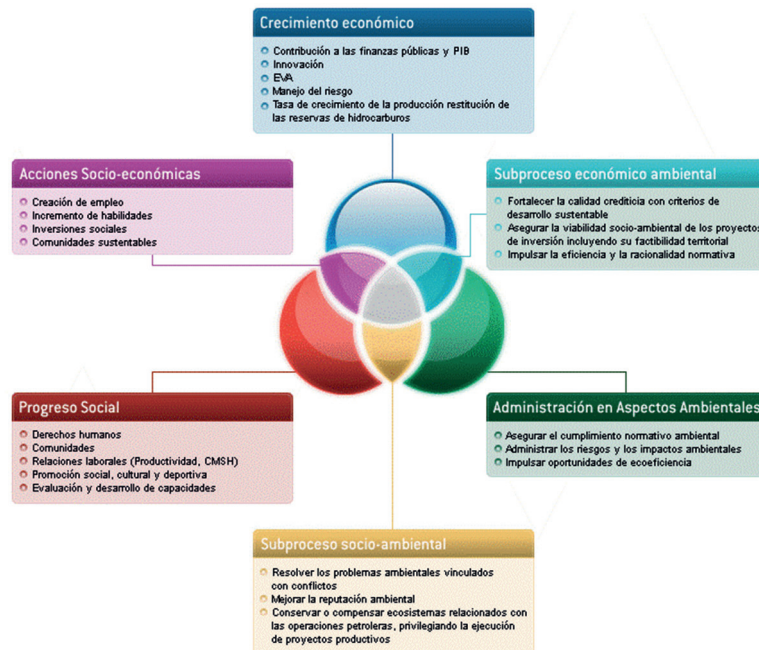 Crecimiento económico
Contribución a las finanzas públicas y PIB
Innovación
EVA
Manejo del riesgo
Tasa de crecimiento de la producción restitución de
las reservas de hidrocarburos
Acciones Socio-económicas
Creación de empleo
Incremento de habilidades
Inversiones sociales
Comunidades sustentables
Subproceso económico ambiental
Fortalecer la calidad crediticia con criterios de
desarrollo sustentable
Asegurar la viabilidad socio-ambiental de los proyectos
de inversión incluyendo su factibilidad territorial
Impulsar la eficiencia y la racionalidad normativa
Progreso Social
Derechos humanos
Comunidades
Relaciones laborales (Productividad, CMSH)
Promoción social, cultural y deportiva
Evaluación y desarrollo de capacidades
Administración en Aspectos Ambientales
Asegurar el cumplimiento normativo ambiental
Administrar los riesgos y los impactos ambientales
Impulsar oportunidades de ecoeficiencia
Subproceso socio-ambiental
Resolver los problemas ambientales vinculados
con conflictos
Mejorar la reputación ambiental
Conservar o compensar ecosistemas relacionados con
las operaciones petroleras, privilegiando la ejecución
de proyectos productivos